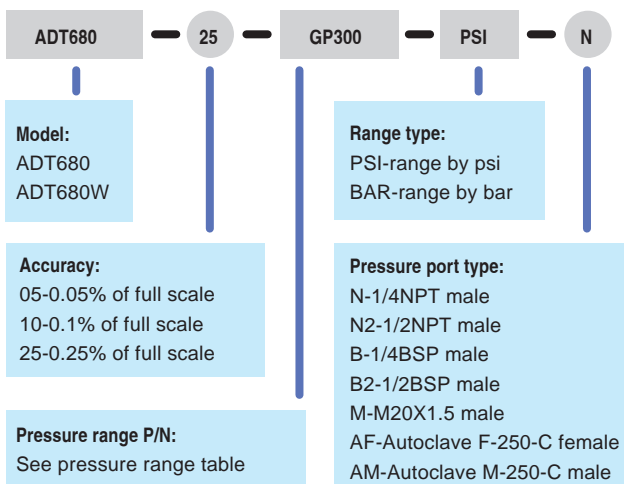 ADT680 25 GP300 PSI N
Model:
ADT680
ADT680W
Range type:
PSI-range by psi
BAR-range by bar
Accuracy:
05-0.05% of full scale
10-0.1% of full scale
25-0.25% of full scale
Pressure port type:
N-1/4NPT male
N2-1/2NPT male
B-1/4BSP male
B2-1/2BSP male
M-M20X1.5 male
AF-Autoclave F-250-C female
AM-Autoclave M-250-C male
Pressure range P/N:
See pressure range table